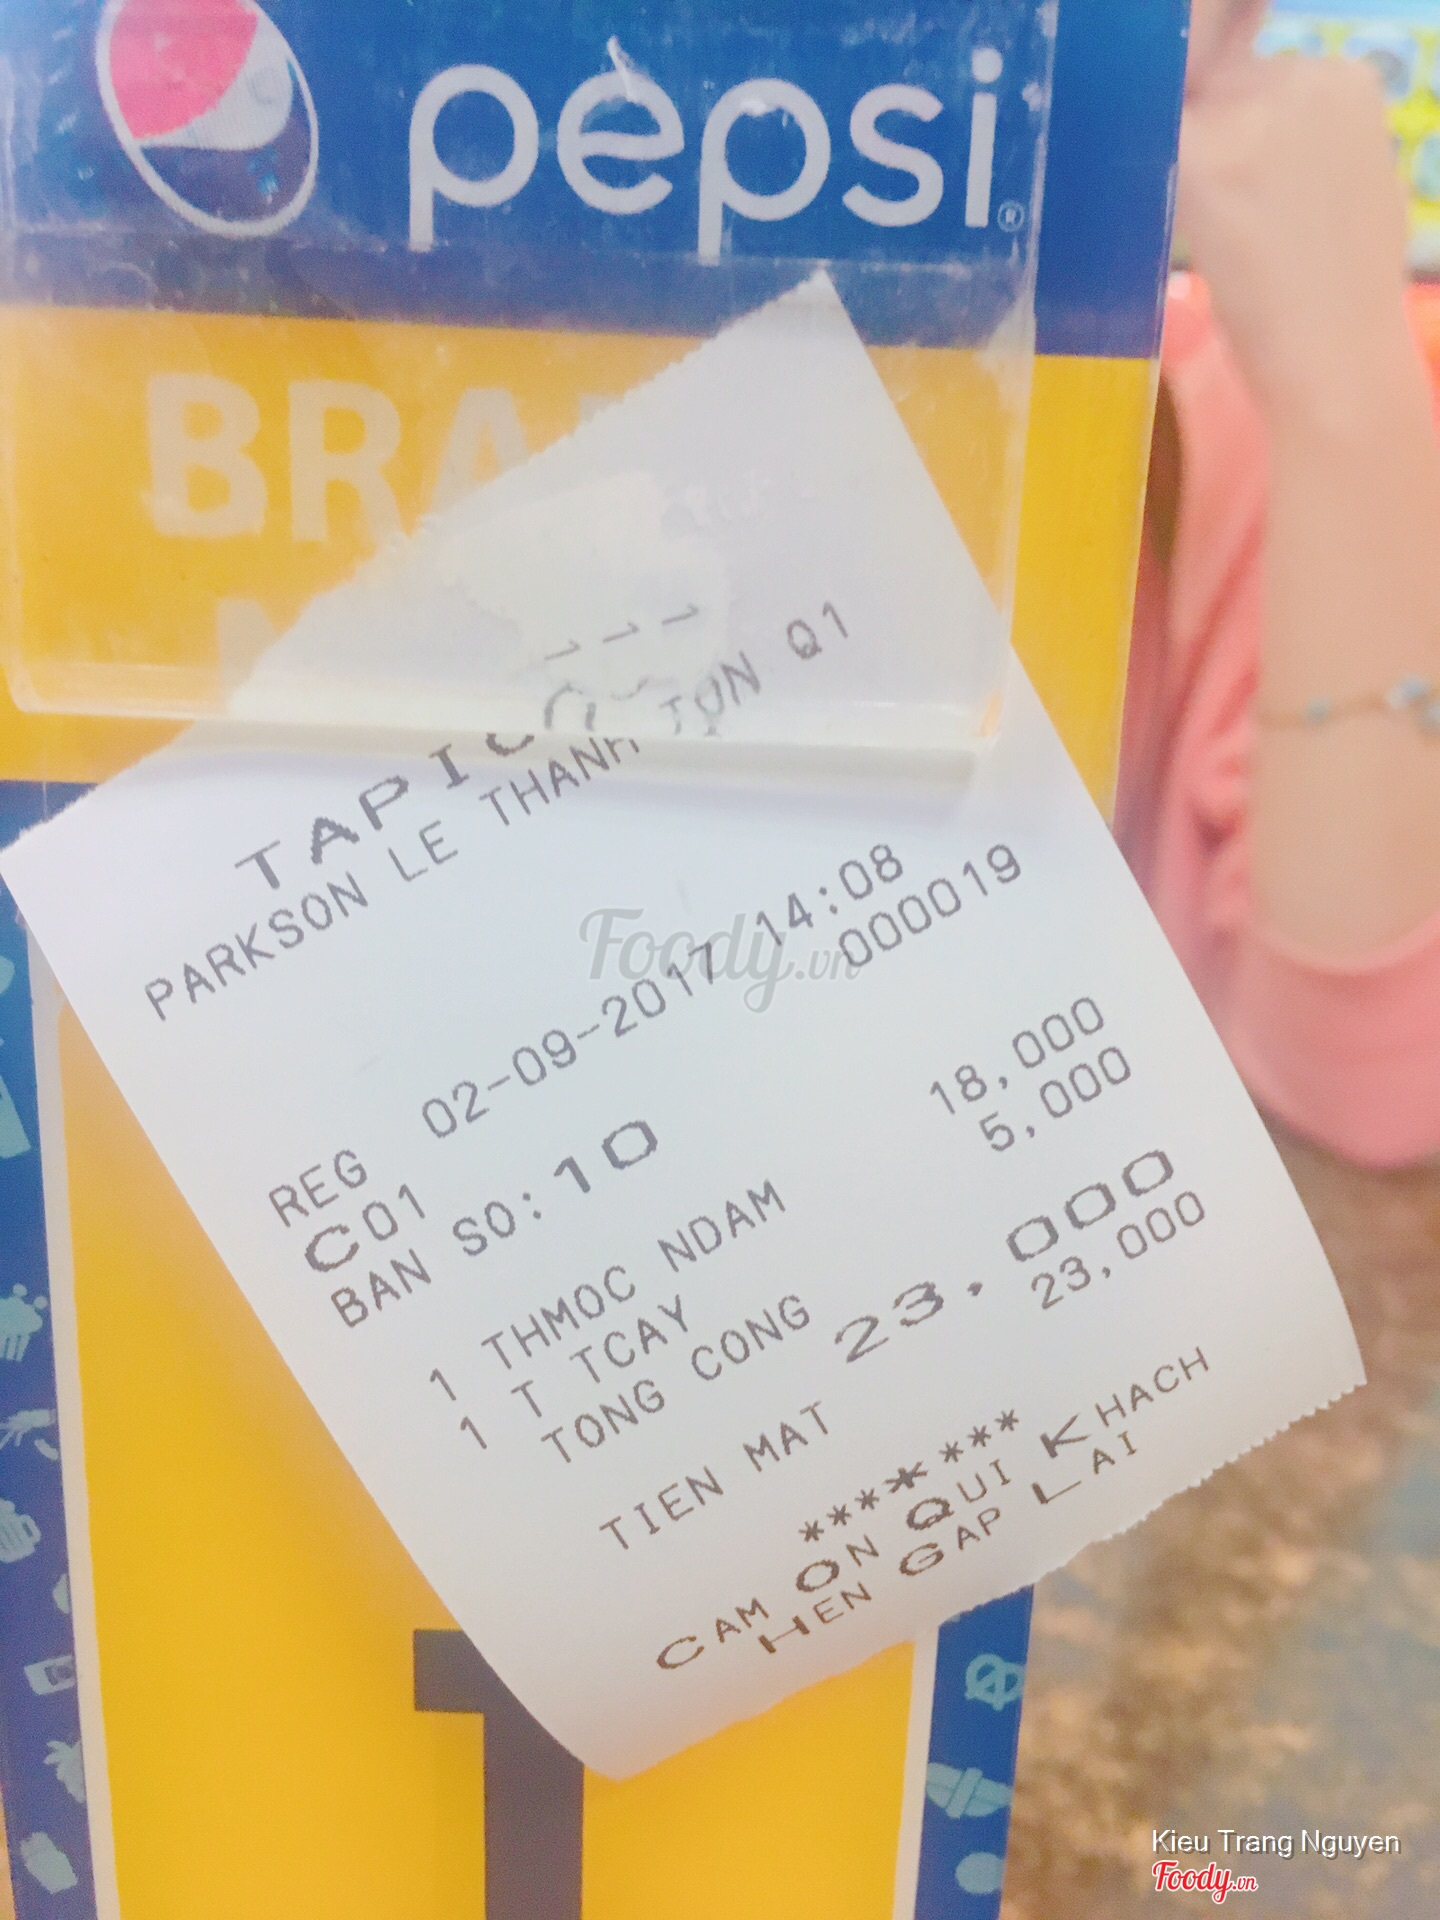 pepsi®
BRA
TAPIO
PARKSON LE THANH TON Q1
REG 02-09-2017 14:08
C01 000019
BAN SO:10
1 THMOC NDAM 18,000
1 T TCAY 5,000
TONG CONG 23.000
TIEN MAT 23,000
*******
CAM ON QUI KHACH
HEN GAP LAI
1
Foody.vn
Kieu Trang Nguyen
Foody.vn